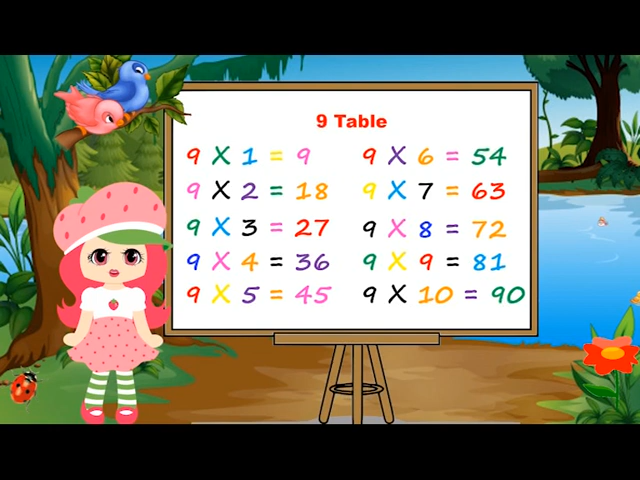 9 Table
9 X 1 = 9
9 X 2 = 18
9 X 3 = 27
9 X 4 = 36
9 X 5 = 45
9 X 6 = 54
9 X 7 = 63
9 X 8 = 72
9 X 9 = 81
9 X 10 = 90